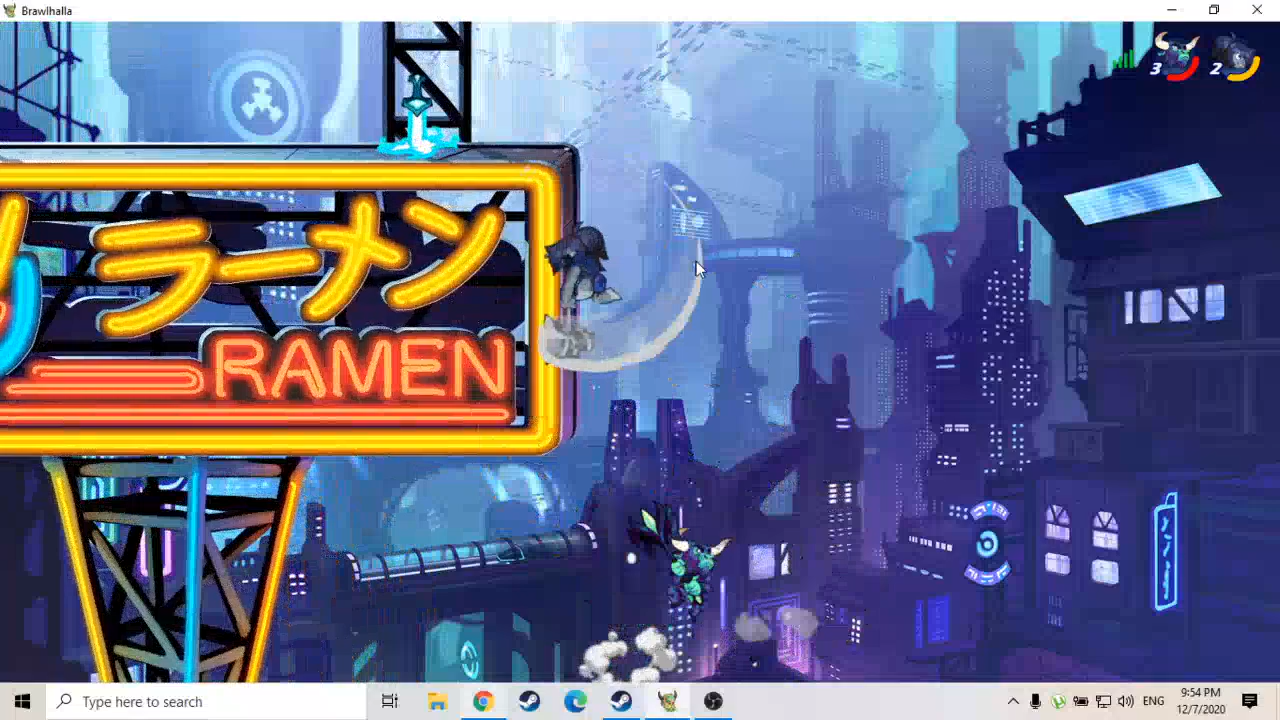 Brawlhalla
3 2
ラーメン
RAMEN
Type here to search
ENG
9:54 PM
12/7/2020